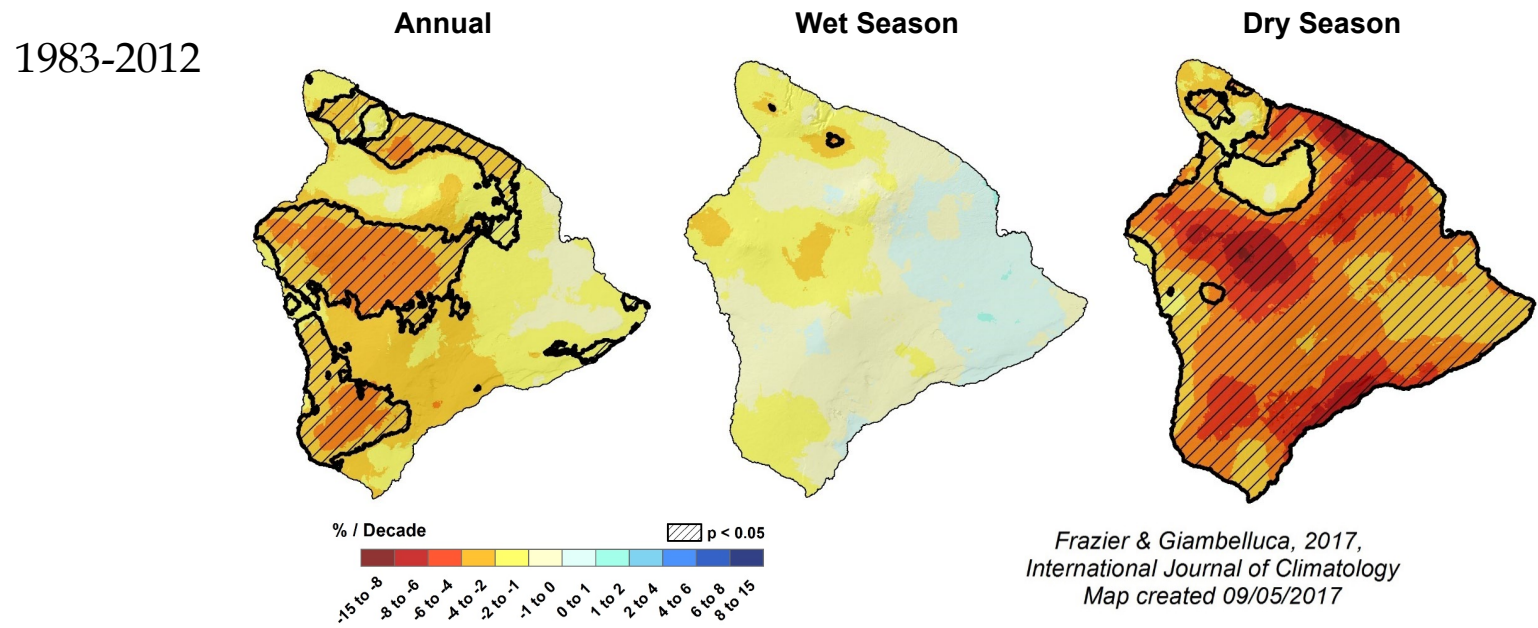 Annual
Wet Season
Dry Season
1983-2012
% / Decade
p < 0.05
-15 to -8
-8 to -6
-6 to -4
-4 to -2
-2 to -1
-1 to 0
0 to 1
1 to 2
2 to 4
4 to 6
6 to 8
8 to 15
Frazier & Giambelluca, 2017,
International Journal of Climatology
Map created 09/05/2017